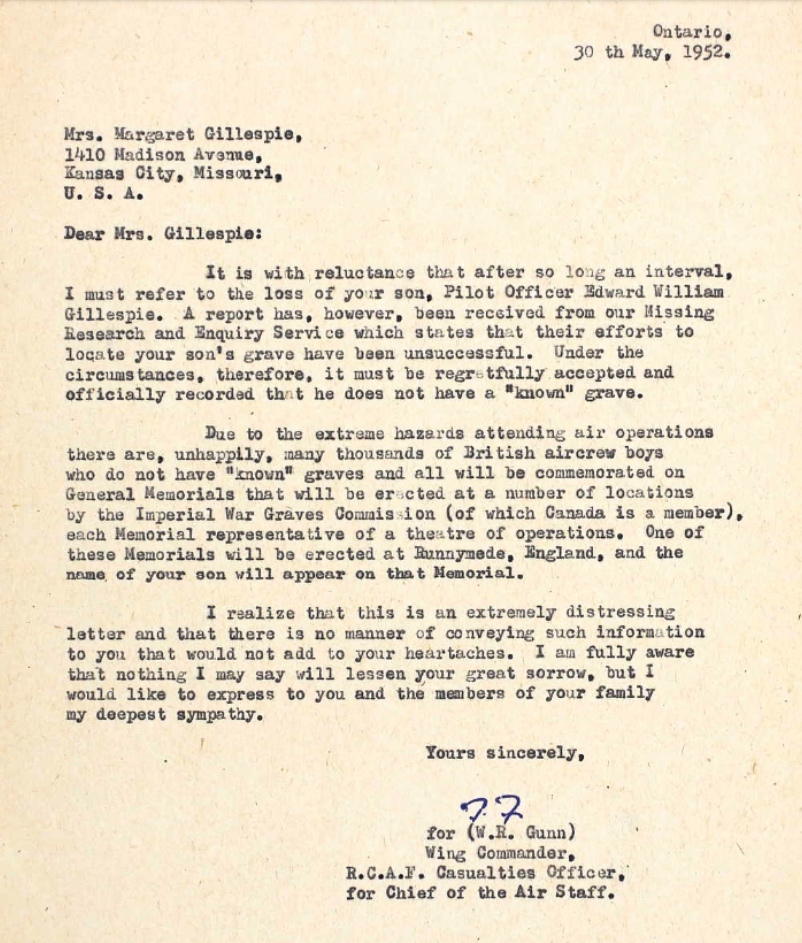 Ontario,
30 th May, 1952.
Mrs. Margaret Gillespie,
1410 Madison Avenue,
Kansas City, Missouri,
U. S. A.
Dear Mrs. Gillespie:
It is with reluctance that after so long an interval,
I must refer to the loss of your son, Pilot Officer Edward William
Gillespie. A report has, however, been received from our Missing
Research and Enquiry Service which states that their efforts to
locate your son's grave have been unsuccessful. Under the
circumstances, therefore, it must be regretfully accepted and
officially recorded that he does not have a "known" grave.
Due to the extreme hazards attending air operations
there are, unhappily, many thousands of British aircrew boys
who do not have "known" graves and all will be commemorated on
General Memorials that will be erected at a number of locations
by the Imperial War Graves Commission (of which Canada is a member),
each Memorial representative of a theatre of operations. One of
these Memorials will be erected at Runnymede, England, and the
name of your son will appear on that Memorial.
I realize that this is an extremely distressing
letter and that there is no manner of conveying such information
to you that would not add to your heartaches. I am fully aware
that nothing I may say will lessen your great sorrow, but I
would like to express to you and the members of your family
my deepest sympathy.
Yours sincerely,
for (W.R. Gunn)
Wing Commander,
R.C.A.F. Casualties Officer,
for Chief of the Air Staff.